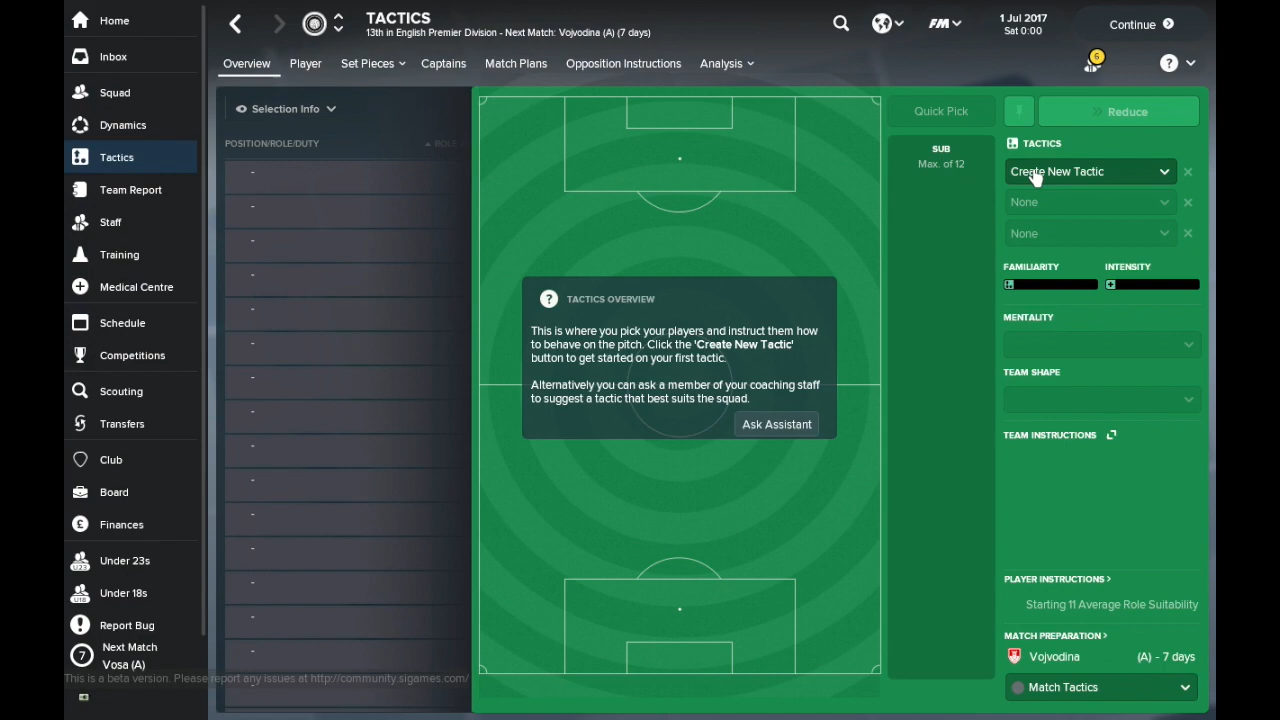 Home
Inbox
Squad
Dynamics
Tactics
Team Report
Staff
Training
Medical Centre
Schedule
Competitions
Scouting
Transfers
Club
Board
Finances
Under 23s
U23
Under 18s
U18
Report Bug
7
Next Match
Vosa (A)
This is a beta version. Please report any issues at http://community.sigames.com/
TACTICS
13th in English Premier Division - Next Match: Vojvodina (A) (7 days)
FM
1 Jul 2017
Sat 0:00
Continue
Overview
Player
Set Pieces
Captains
Match Plans
Opposition Instructions
Analysis
6
?
Selection Info
POSITION/ROLE/DUTY
ROLE
Quick Pick
Reduce
SUB
Max. of 12
? TACTICS OVERVIEW
This is where you pick your players and instruct them how
to behave on the pitch. Click the 'Create New Tactic'
button to get started on your first tactic.
Alternatively you can ask a member of your coaching staff
to suggest a tactic that best suits the squad.
Ask Assistant
TACTICS
Create New Tactic
None
None
FAMILIARITY
INTENSITY
MENTALITY
TEAM SHAPE
TEAM INSTRUCTIONS
PLAYER INSTRUCTIONS >
Starting 11 Average Role Suitability
MATCH PREPARATION >
Vojvodina
(A) - 7 days
Match Tactics